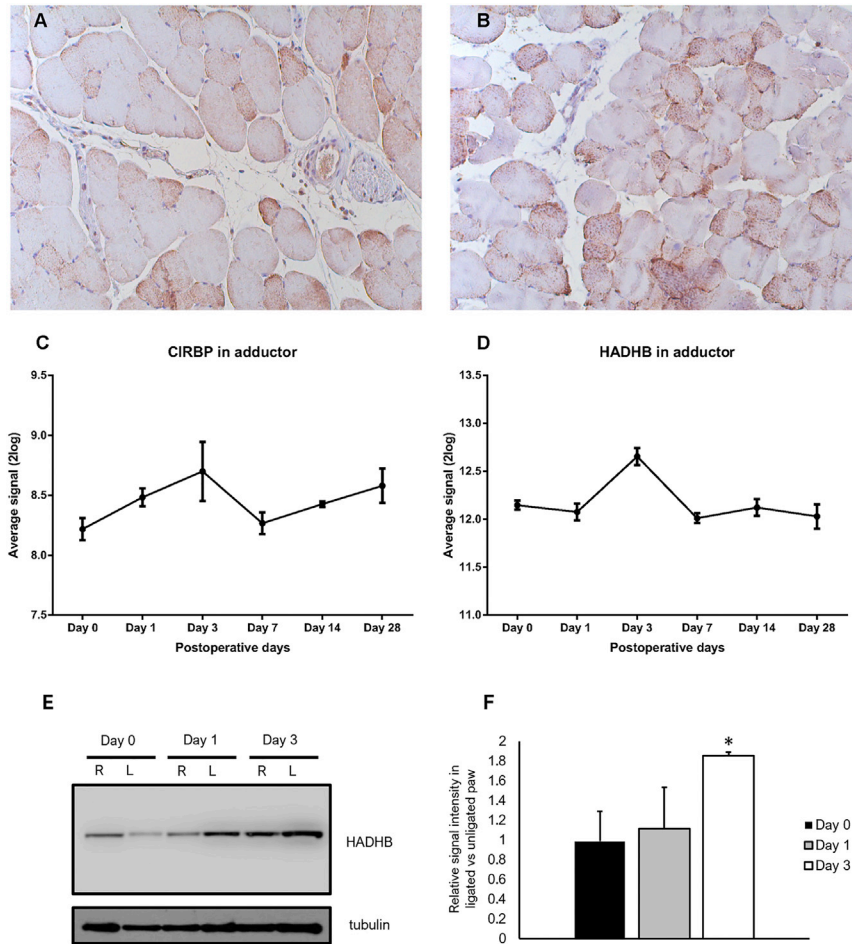 A
B
C
CIRBP in adductor
9.5
9.0
8.5
8.0
7.5
Average signal (2log)
Day 0 Day 1 Day 3 Day 7 Day 14 Day 28
Postoperative days
D
HADHB in adductor
13.5
12.5
13.0
12.0
11.5
11.0
Average signal (2log)
Day 0 Day 1 Day 3 Day 7 Day 14 Day 28
Postoperative days
E
Day 0 Day 1 Day 3
R L R L R L
HADHB
tubulin
F
2
1.8
1.6
1.4
1.2
1
0.8
0.6
0.4
0.2
0
Relative signal intensity in
ligated vs unligated paw
*
Day 0
Day 1
Day 3